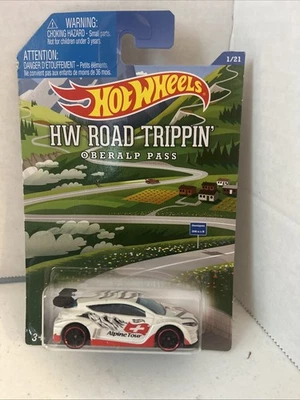 WARNING:
CHOKING HAZARD - Small parts.
Not for children under 3 years.
ATTENTION:
DANGER D'ÉTOUFFEMENT - Petits éléments.
Ne convient pas aux enfants de moins de 36 mois.
1/21
HOT WHEELS
HW ROAD TRIPPIN'
OBERALP PASS
Alpine Tour
3+